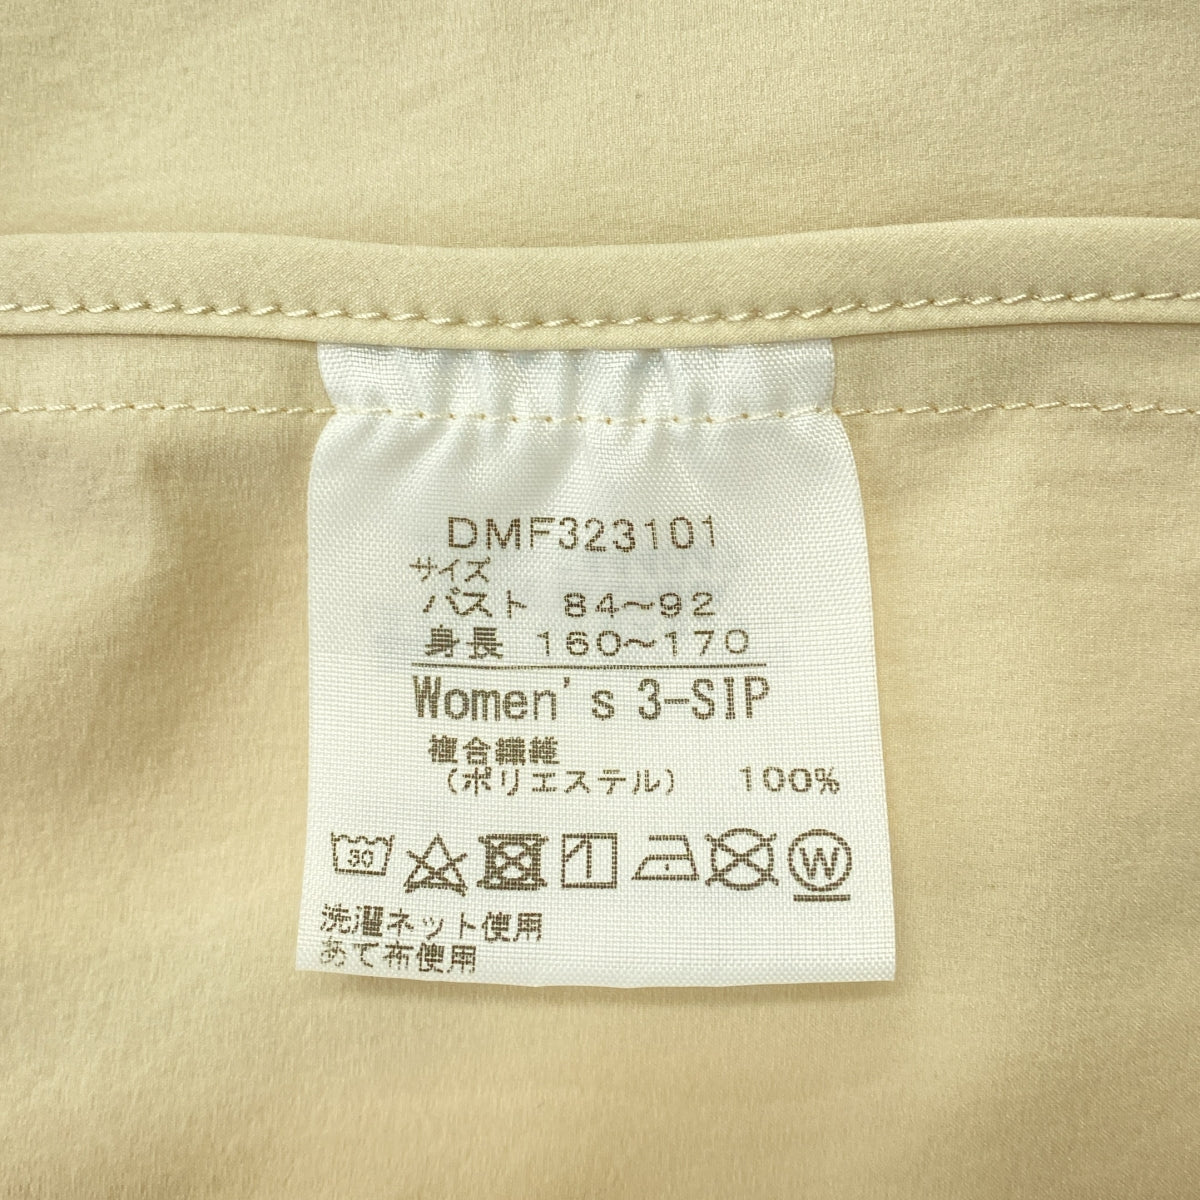 DMF323101
サイズ
バスト 84～92
身長 160～170
Women's 3-SIP
複合繊維
(ポリエステル) 100%
30 W
洗濯ネット使用
あて布使用